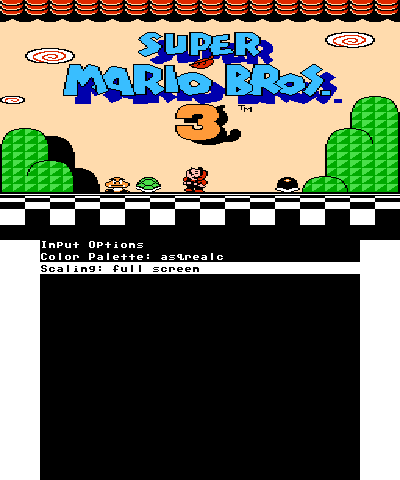 SUPER
MARIO BROS.
3 TM
Input Options
Color Palette: asqrealc
Scaling: full screen